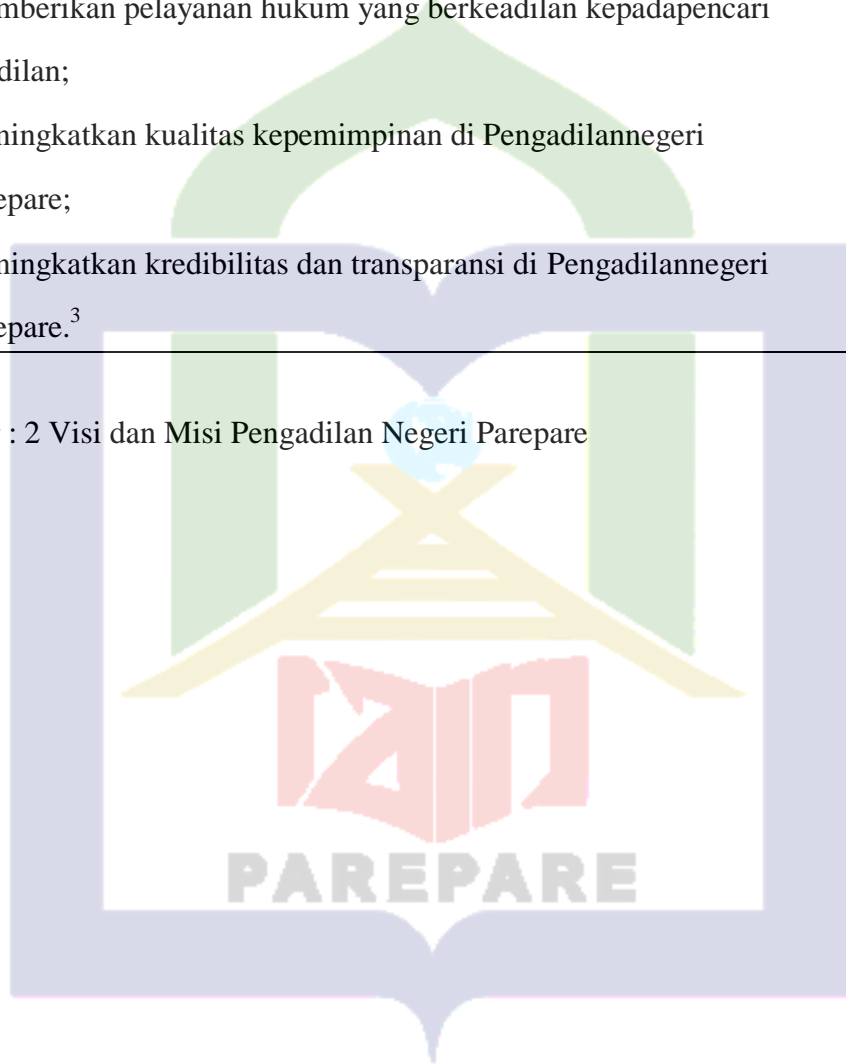 mberikan pelayanan hukum yang berkeadilan kepadapencari
dilan;
ningkatkan kualitas kepemimpinan di Pengadilannegeri
epare;
ningkatkan kredibilitas dan transparansi di Pengadilannegeri
epare.3
: 2 Visi dan Misi Pengadilan Negeri Parepare
iain
PAREPARE